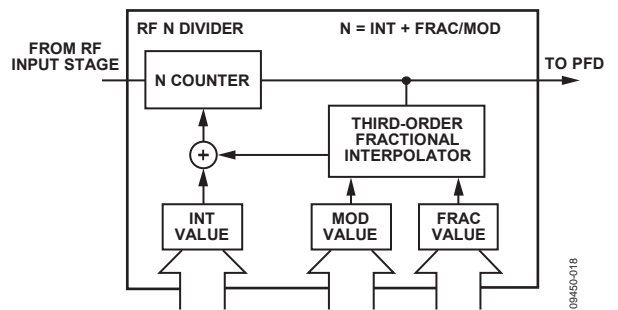 RF N DIVIDER
N = INT + FRAC/MOD
FROM RF
INPUT STAGE
TO PFD
N COUNTER
THIRD-ORDER
FRACTIONAL
INTERPOLATOR
+
INT
VALUE
MOD
VALUE
FRAC
VALUE
09450-018